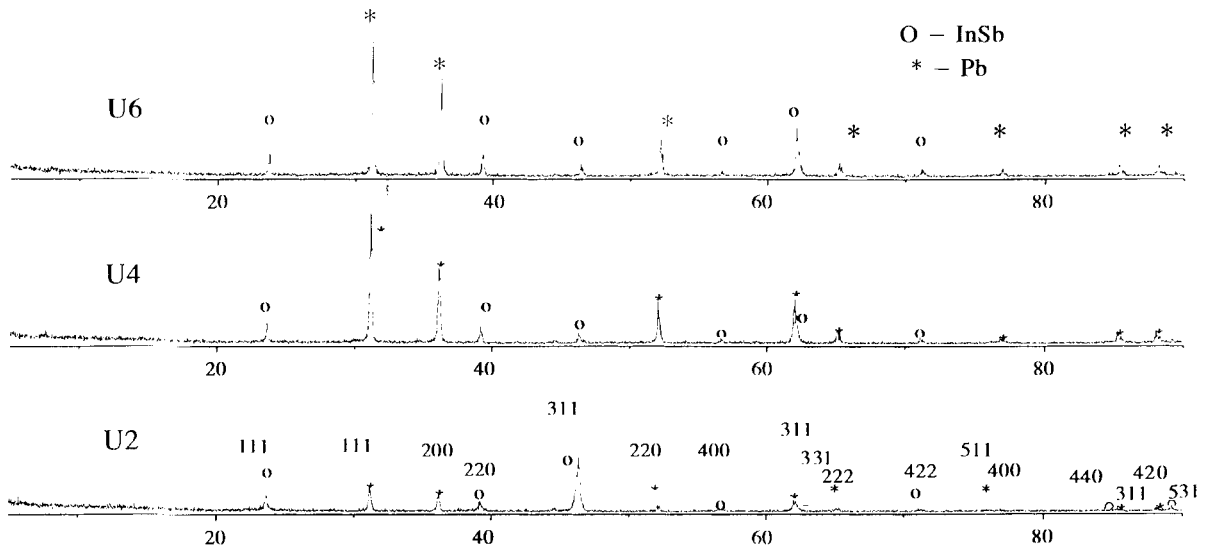 O – InSb
* – Pb
U6
* * o o o * o o * o * * *
20 40 60 80
U4
o * * o o * o * o * o * * *
20 40 60 80
U2
311
111 111 200 220 220 400 311 331 222 422 511 400 440 420 311 531
o * * o o * o * * o * o * *
20 40 60 80